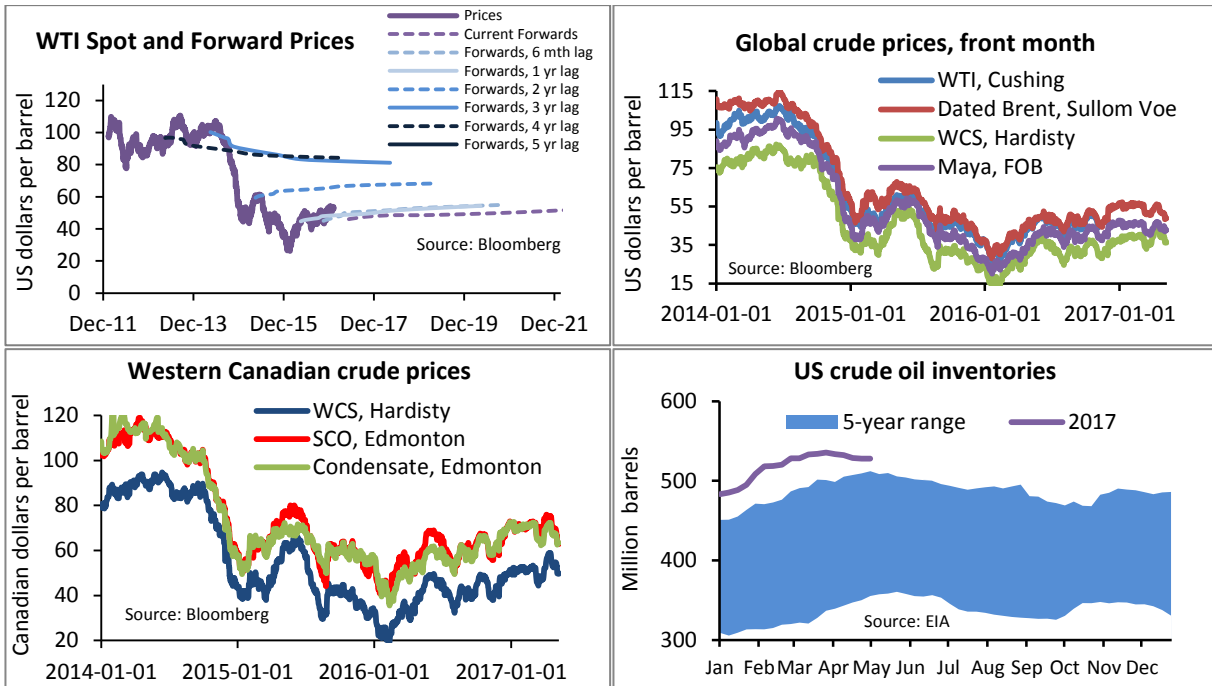 WTI Spot and Forward Prices
Prices
Current Forwards
Forwards, 6 mth lag
Forwards, 1 yr lag
Forwards, 2 yr lag
Forwards, 3 yr lag
Forwards, 4 yr lag
Forwards, 5 yr lag
US dollars per barrel
120
100
80
60
40
20
0
Source: Bloomberg
Dec-11 Dec-13 Dec-15 Dec-17 Dec-19 Dec-21
Global crude prices, front month
WTI, Cushing
Dated Brent, Sullom Voe
WCS, Hardisty
Maya, FOB
US dollars per barrel
115
95
75
55
35
15
Source: Bloomberg
2014-01-01 2015-01-01 2016-01-01 2017-01-01
Western Canadian crude prices
WCS, Hardisty
SCO, Edmonton
Condensate, Edmonton
Canadian dollars per barrel
120
100
80
60
40
20
Source: Bloomberg
2014-01-01 2015-01-01 2016-01-01 2017-01-01
US crude oil inventories
5-year range 2017
Million barrels
600
500
400
300
Source: EIA
Jan Feb Mar Apr May Jun Jul Aug Sep Oct Nov Dec